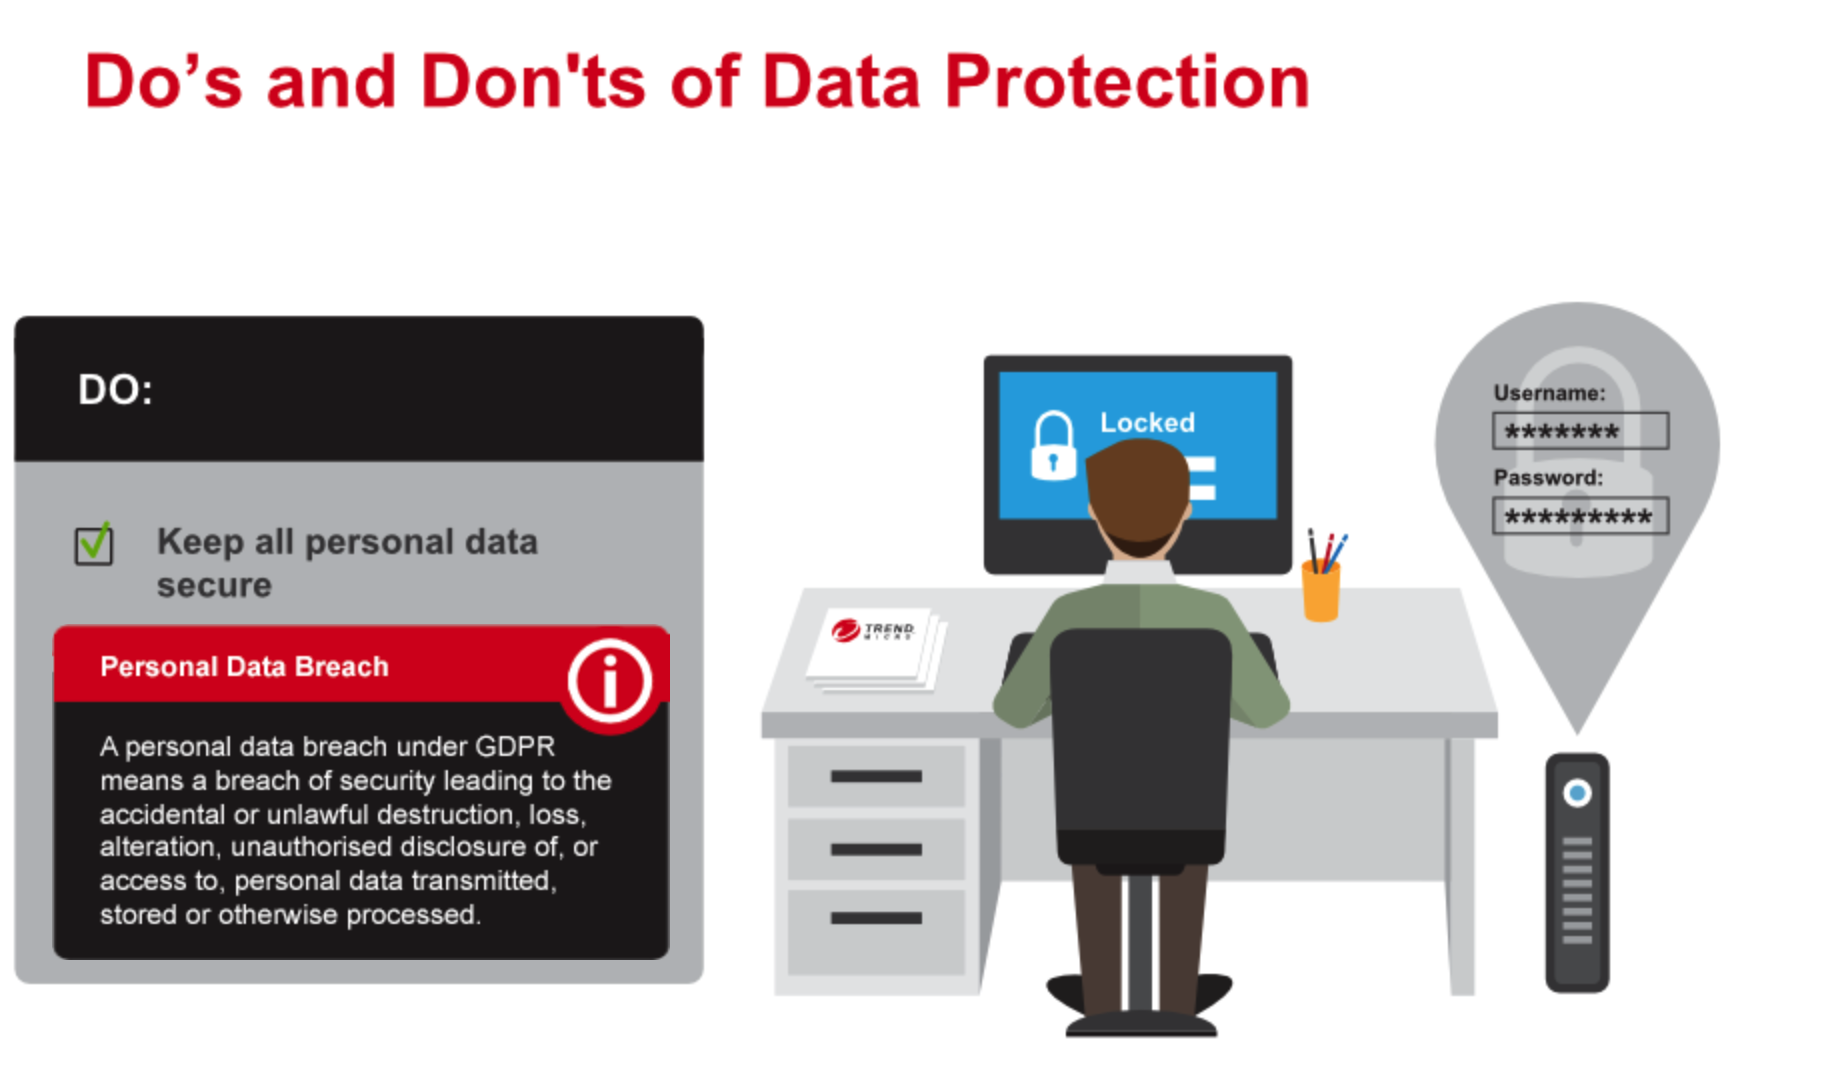 Do’s and Don'ts of Data Protection
DO:
Keep all personal data
secure
Personal Data Breach
A personal data breach under GDPR
means a breach of security leading to the
accidental or unlawful destruction, loss,
alteration, unauthorised disclosure of, or
access to, personal data transmitted,
stored or otherwise processed.
Locked
TREND
MICRO
Username:
*******
Password:
*********